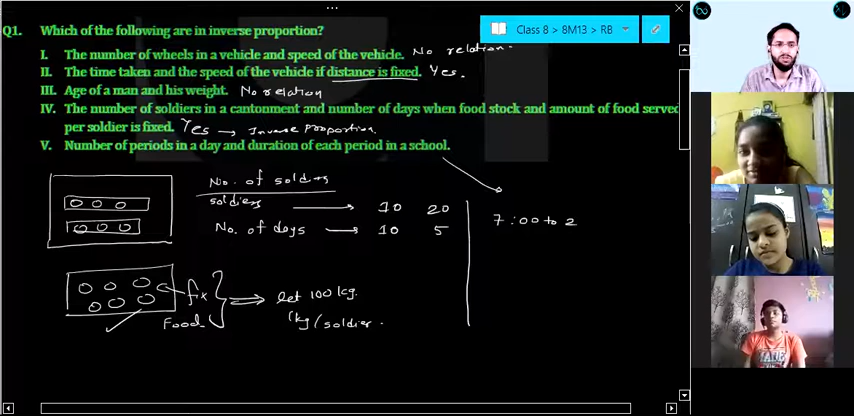 Q1. Which of the following are in inverse proportion?
Class 8 > 8M13 > RB
I. The number of wheels in a vehicle and speed of the vehicle. No relation.
II. The time taken and the speed of the vehicle if distance is fixed. Yes.
III. Age of a man and his weight. No relation
IV. The number of soldiers in a cantonment and number of days when food stock and amount of food served
per soldier is fixed. Yes → Inverse Proportion.
V. Number of periods in a day and duration of each period in a school.
No. of soldiers
soldiers → 10 20
No. of days → 10 5
7:00 to 2
fix
Food
let 100 kg.
1kg/soldier.
MADE